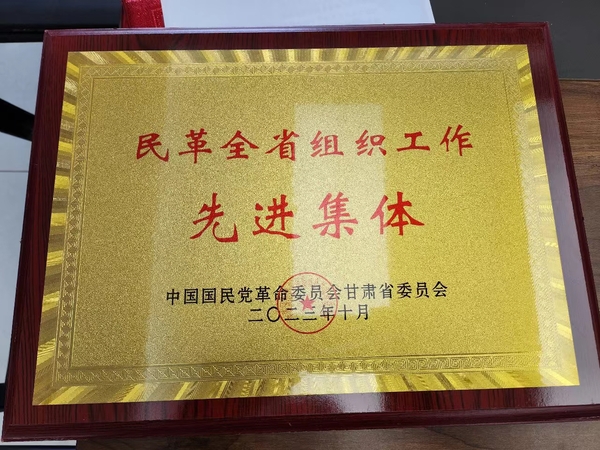 民革全省组织工作
先进集体
中国国民党革命委员会甘肃省委员会
二〇二三年十月